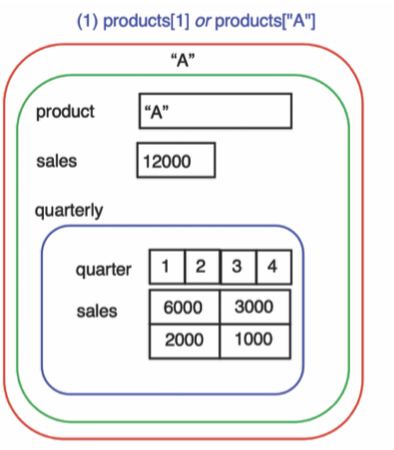 (1) products[1] or products["A"]
“A”
product “A”
sales 12000
quarterly
quarter 1 2 3 4
sales 6000 3000
2000 1000